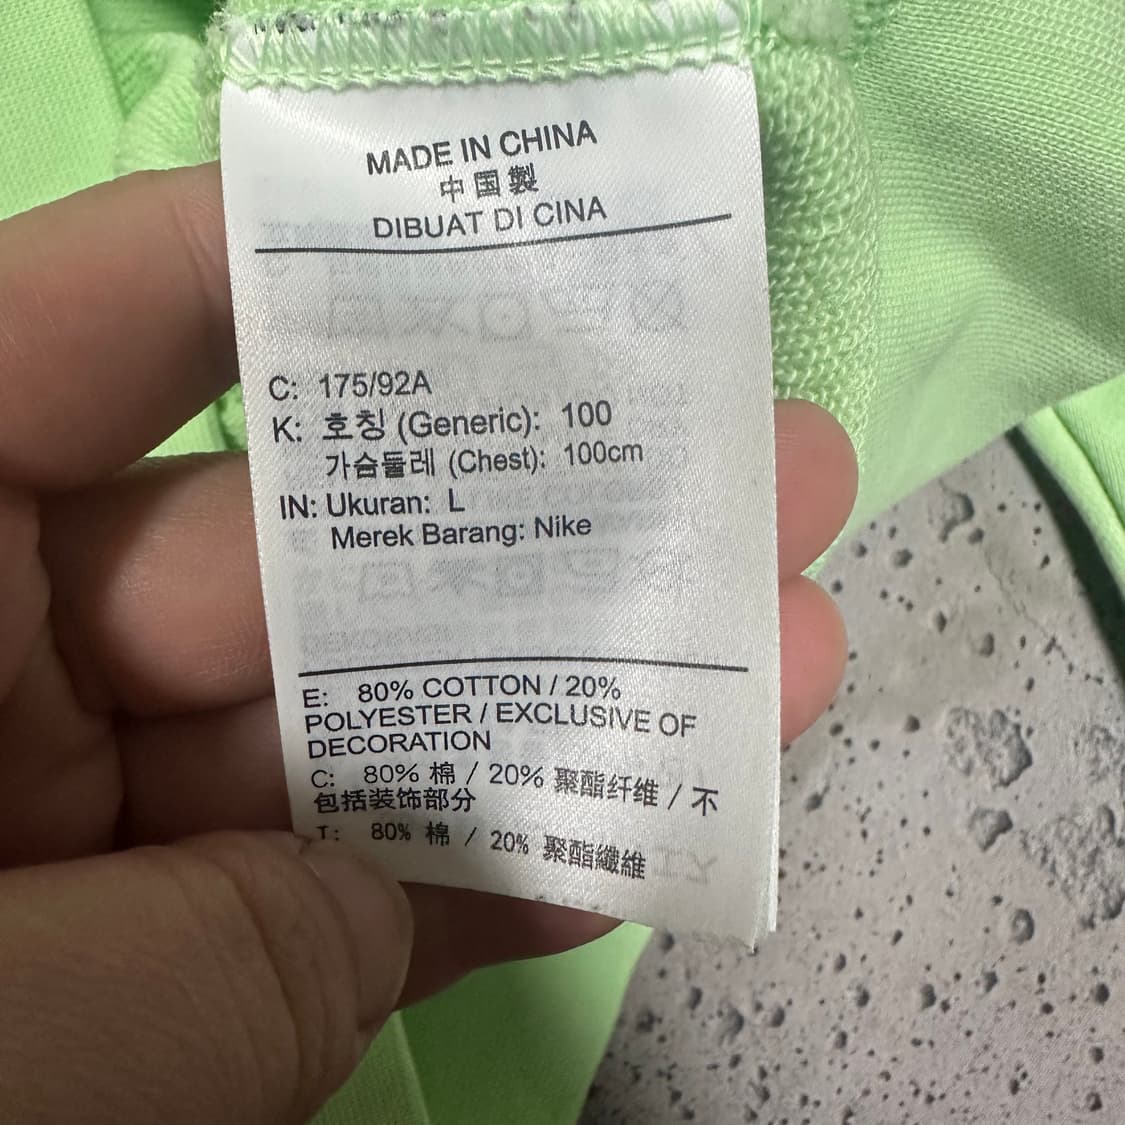 MADE IN CHINA
中国製
DIBUAT DI CINA
C: 175/92A
K: 호칭 (Generic): 100
가슴둘레 (Chest): 100cm
IN: Ukuran: L
Merek Barang: Nike
E: 80% COTTON / 20%
POLYESTER / EXCLUSIVE OF
DECORATION
C: 80% 棉 / 20% 聚酯纤维 / 不
包括装饰部分
T: 80% 棉 / 20% 聚酯纖維